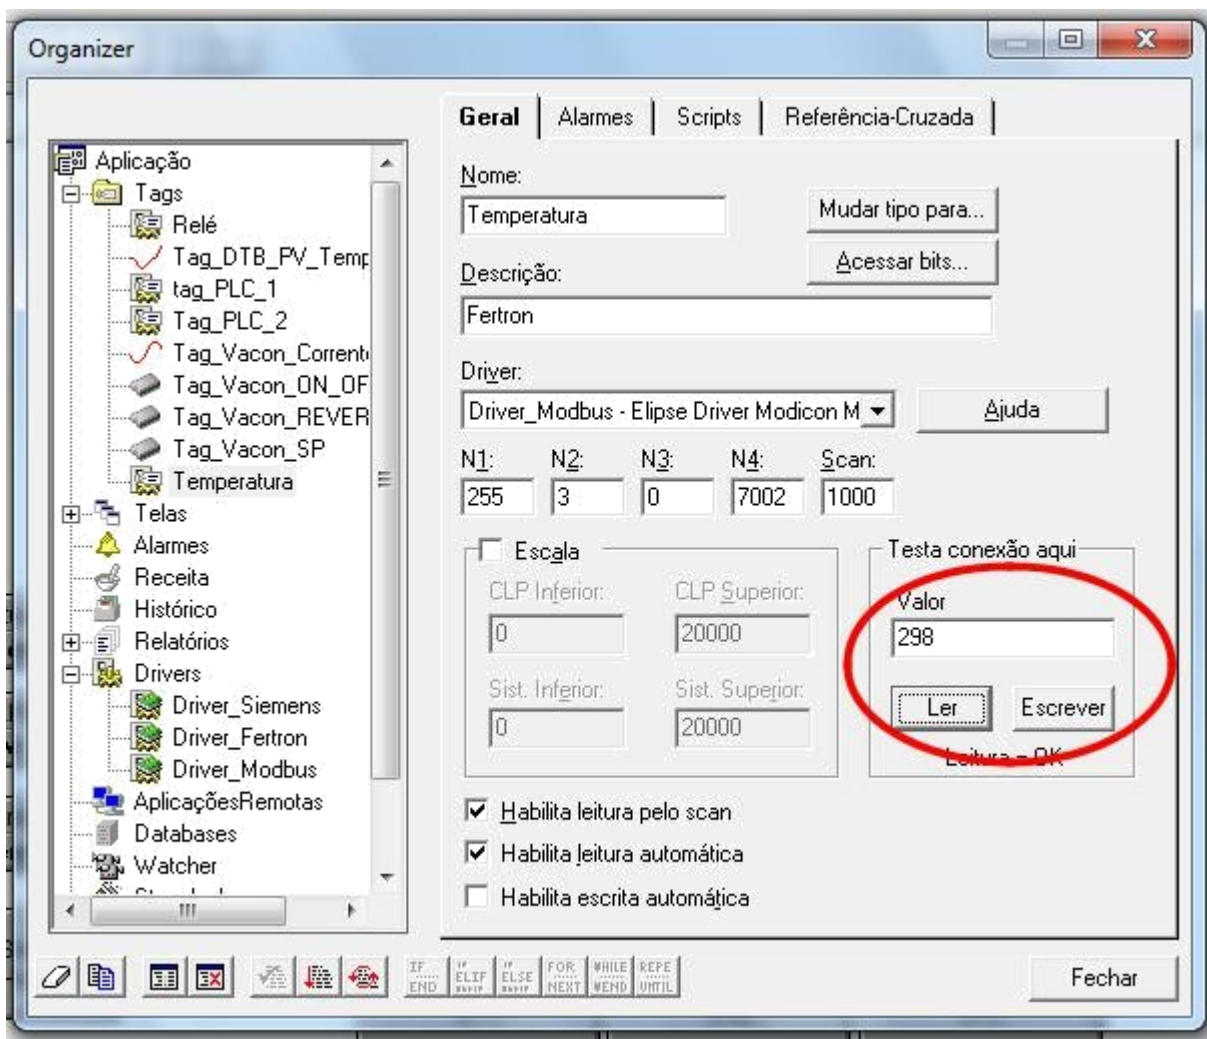 Organizer
Geral Alarmes Scripts Referência-Cruzada
Aplicação
Tags
Relé
Tag_DTB_PV_Temp
tag_PLC_1
Tag_PLC_2
Tag_Vacon_Corrent
Tag_Vacon_ON_OF
Tag_Vacon_REVER
Tag_Vacon_SP
Temperatura
Telas
Alarmes
Receita
Histórico
Relatórios
Drivers
Driver_Siemens
Driver_Fertron
Driver_Modbus
AplicaçõesRemotas
Databases
Watcher
Nome:
Temperatura
Mudar tipo para...
Acessar bits...
Descrição:
Fertron
Driver:
Driver_Modbus - Elipse Driver Modicon M
Ajuda
N1: N2: N3: N4: Scan:
255 3 0 7002 1000
Escala
CLP Inferior: CLP Superior:
0 20000
Sist. Inferior: Sist. Superior:
0 20000
Testa conexão aqui
Valor
298
Ler Escrever
Leitura = OK
Habilita leitura pelo scan
Habilita leitura automática
Habilita escrita automática
IF END ELIF ELSE FOR NEXT WHILE WEND REPE UNTIL
Fechar